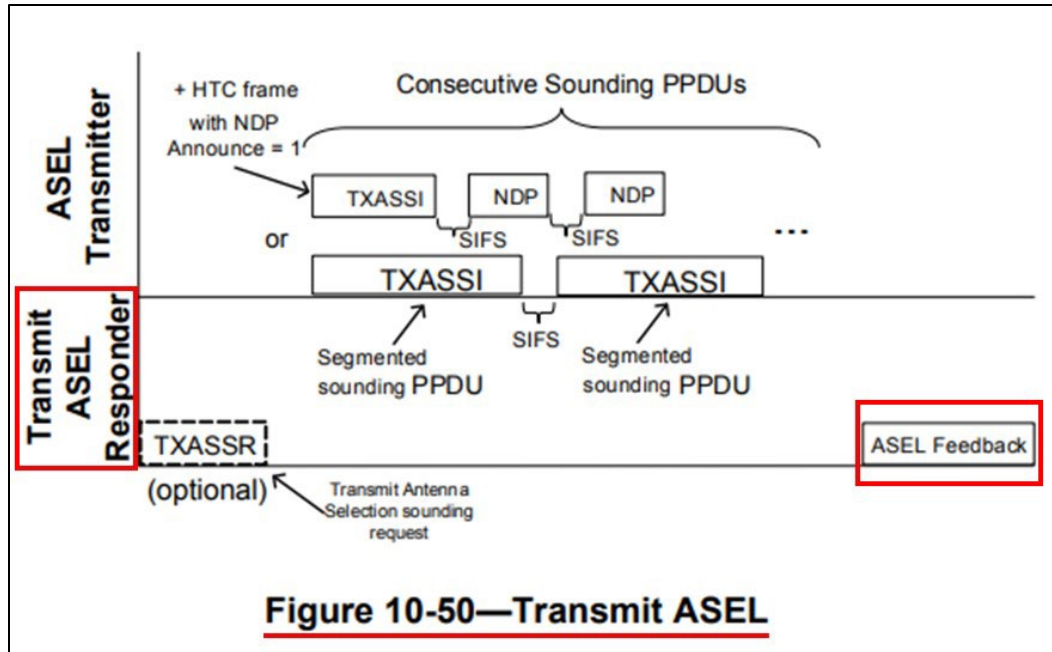 ASEL
Transmitter
+ HTC frame
with NDP
Announce = 1
Consecutive Sounding PPDUs
TXASSI
NDP
NDP
SIFS
SIFS
...
or
TXASSI
TXASSI
SIFS
Segmented
sounding PPDU
Segmented
sounding PPDU
Transmit
ASEL
Responder
TXASSR
(optional)
Transmit Antenna
Selection sounding
request
ASEL Feedback
Figure 10-50—Transmit ASEL